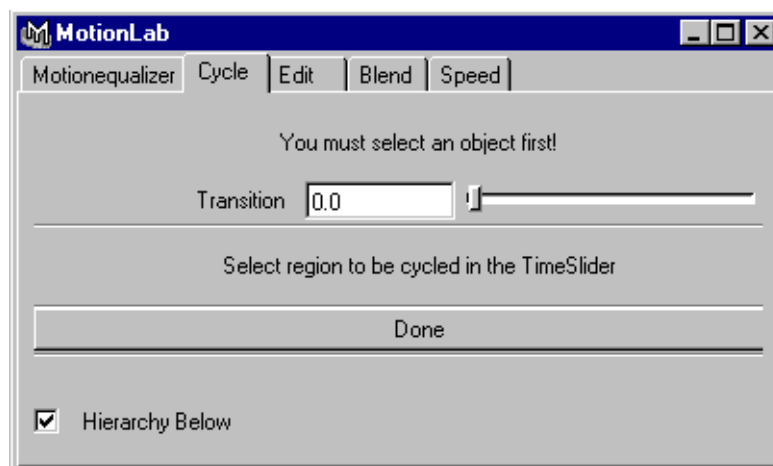 MotionLab
Motionequalizer Cycle Edit Blend Speed
You must select an object first!
Transition 0.0
Select region to be cycled in the TimeSlider
Done
Hierarchy Below